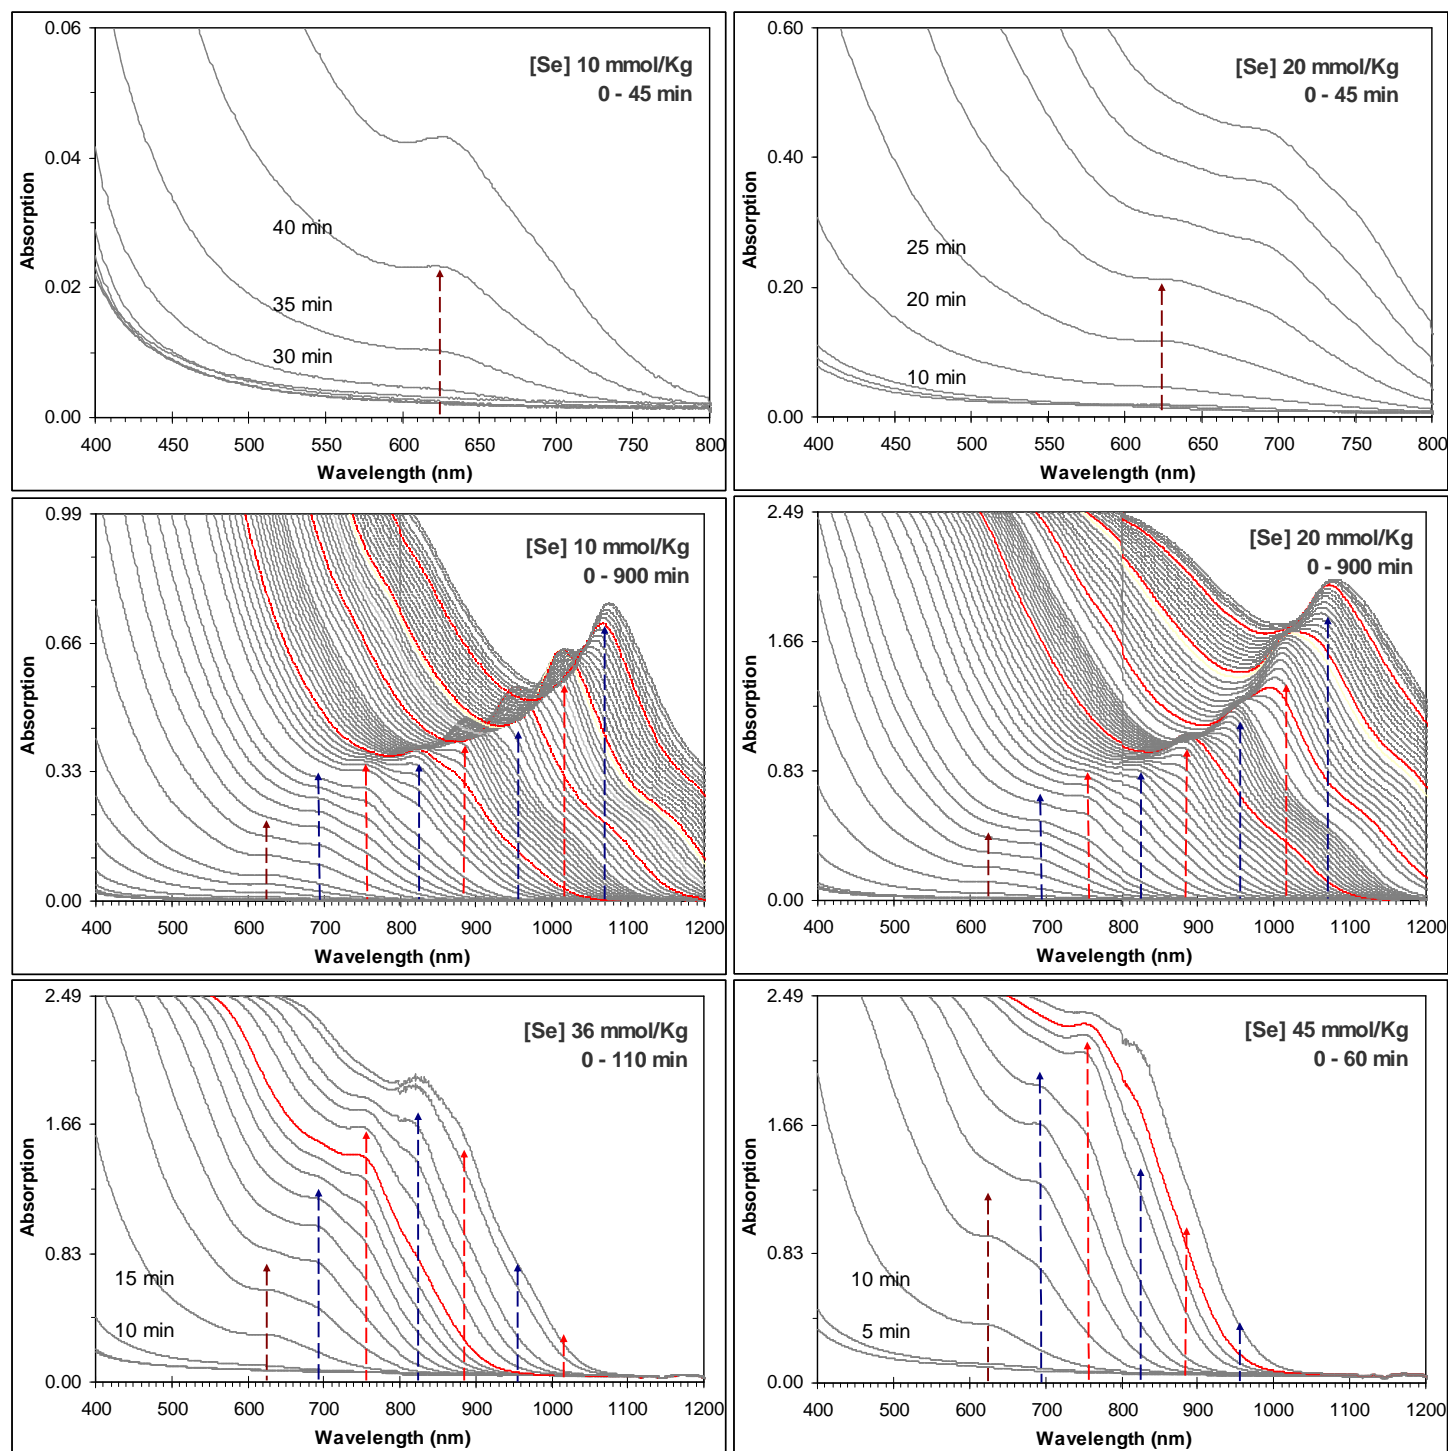 0.06
[Se] 10 mmol/Kg
0 - 45 min
0.04
Absorption
40 min
0.02
35 min
30 min
0.00
400 450 500 550 600 650 700 750 800
Wavelength (nm)
0.60
[Se] 20 mmol/Kg
0 - 45 min
0.40
Absorption
25 min
0.20
20 min
10 min
0.00
400 450 500 550 600 650 700 750 800
Wavelength (nm)
0.99
[Se] 10 mmol/Kg
0 - 900 min
0.66
Absorption
0.33
0.00
400 500 600 700 800 900 1000 1100 1200
Wavelength (nm)
2.49
[Se] 20 mmol/Kg
0 - 900 min
1.66
Absorption
0.83
0.00
400 500 600 700 800 900 1000 1100 1200
Wavelength (nm)
2.49
[Se] 36 mmol/Kg
0 - 110 min
1.66
Absorption
0.83
15 min
10 min
0.00
400 500 600 700 800 900 1000 1100 1200
Wavelength (nm)
2.49
[Se] 45 mmol/Kg
0 - 60 min
1.66
Absorption
0.83
10 min
5 min
0.00
400 500 600 700 800 900 1000 1100 1200
Wavelength (nm)